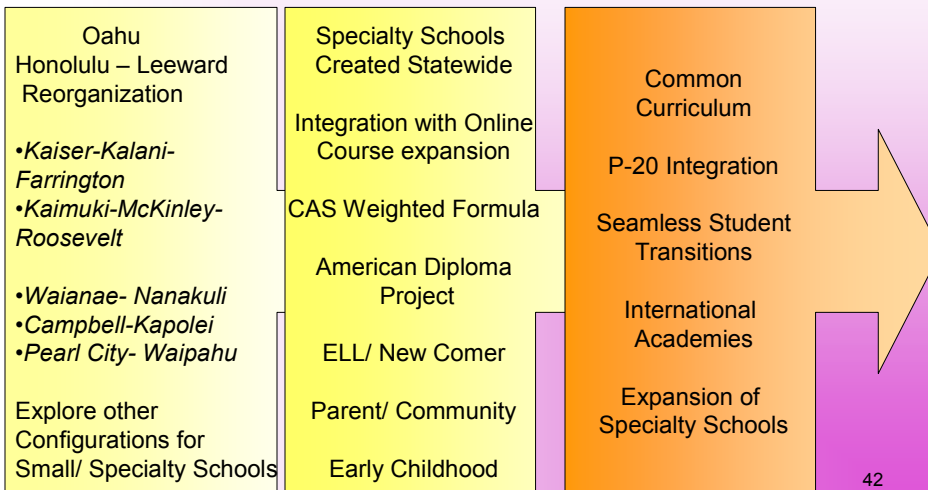 Oahu
Honolulu – Leeward
Reorganization
•Kaiser-Kalani-
Farrington
•Kaimuki-McKinley-
Roosevelt
•Waianae- Nanakuli
•Campbell-Kapolei
•Pearl City- Waipahu
Explore other
Configurations for
Small/ Specialty Schools
Specialty Schools
Created Statewide
Integration with Online
Course expansion
CAS Weighted Formula
American Diploma
Project
ELL/ New Comer
Parent/ Community
Early Childhood
Common
Curriculum
P-20 Integration
Seamless Student
Transitions
International
Academies
Expansion of
Specialty Schools
42